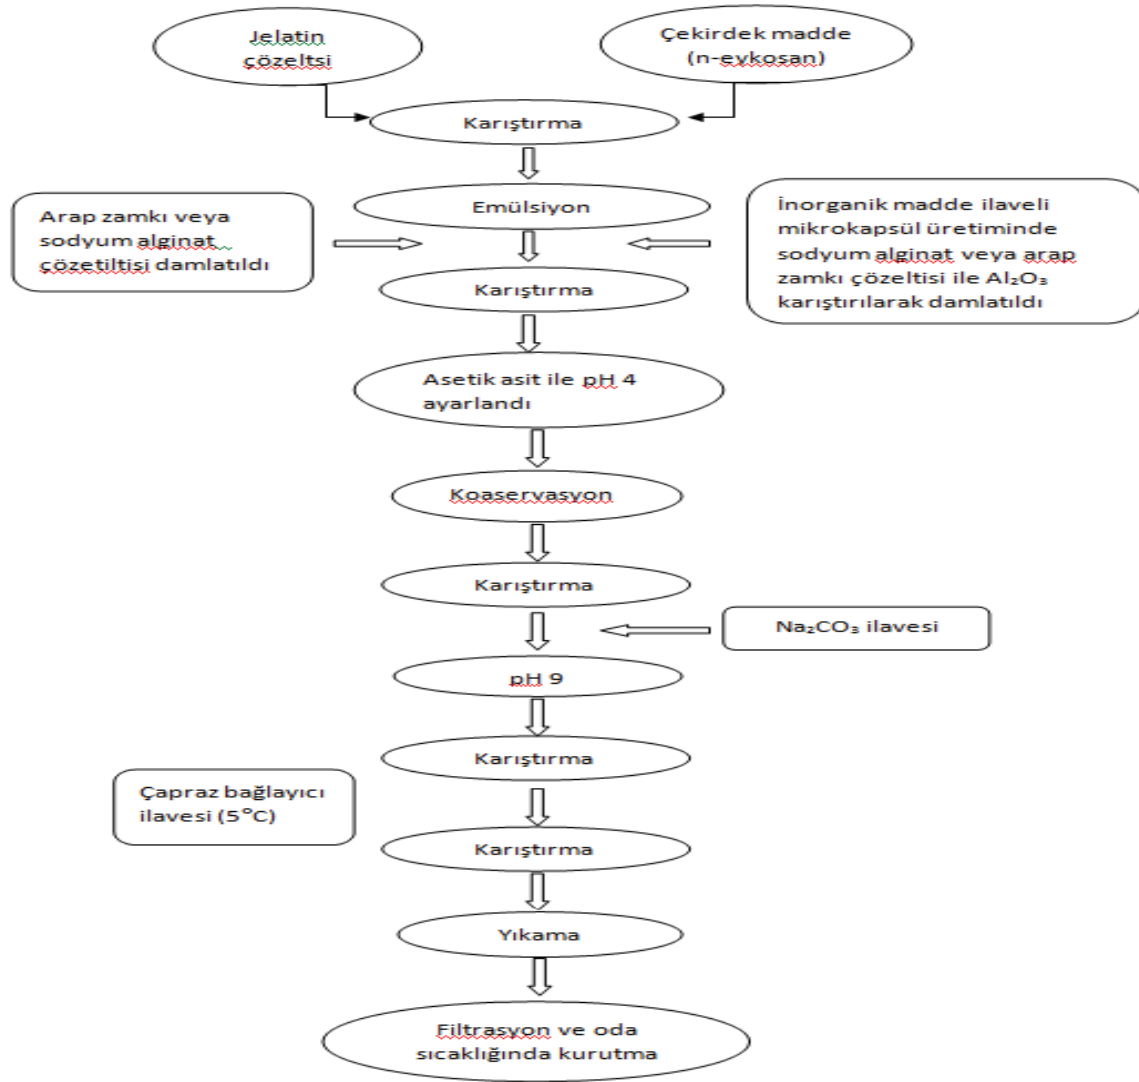 Jelatin
çözeltsi
Çekirdek madde
(n-eykosan)
Karıştırma
Emülsiyon
Arap zamkı veya
sodyum alginat
çözetiltisi damlatıldı
İnorganik madde ilaveli
mikrokapsül üretiminde
sodyum alginat veya arap
zamkı çözeltisi ile Al₂O₃
karıştırılarak damlatıldı
Karıştırma
Asetik asit ile pH 4
ayarlandı
Koaservasyon
Karıştırma
Na₂CO₃ ilavesi
pH 9
Karıştırma
Çapraz bağlayıcı
ilavesi (5°C)
Karıştırma
Yıkama
Filtrasyon ve oda
sıcaklığında kurutma